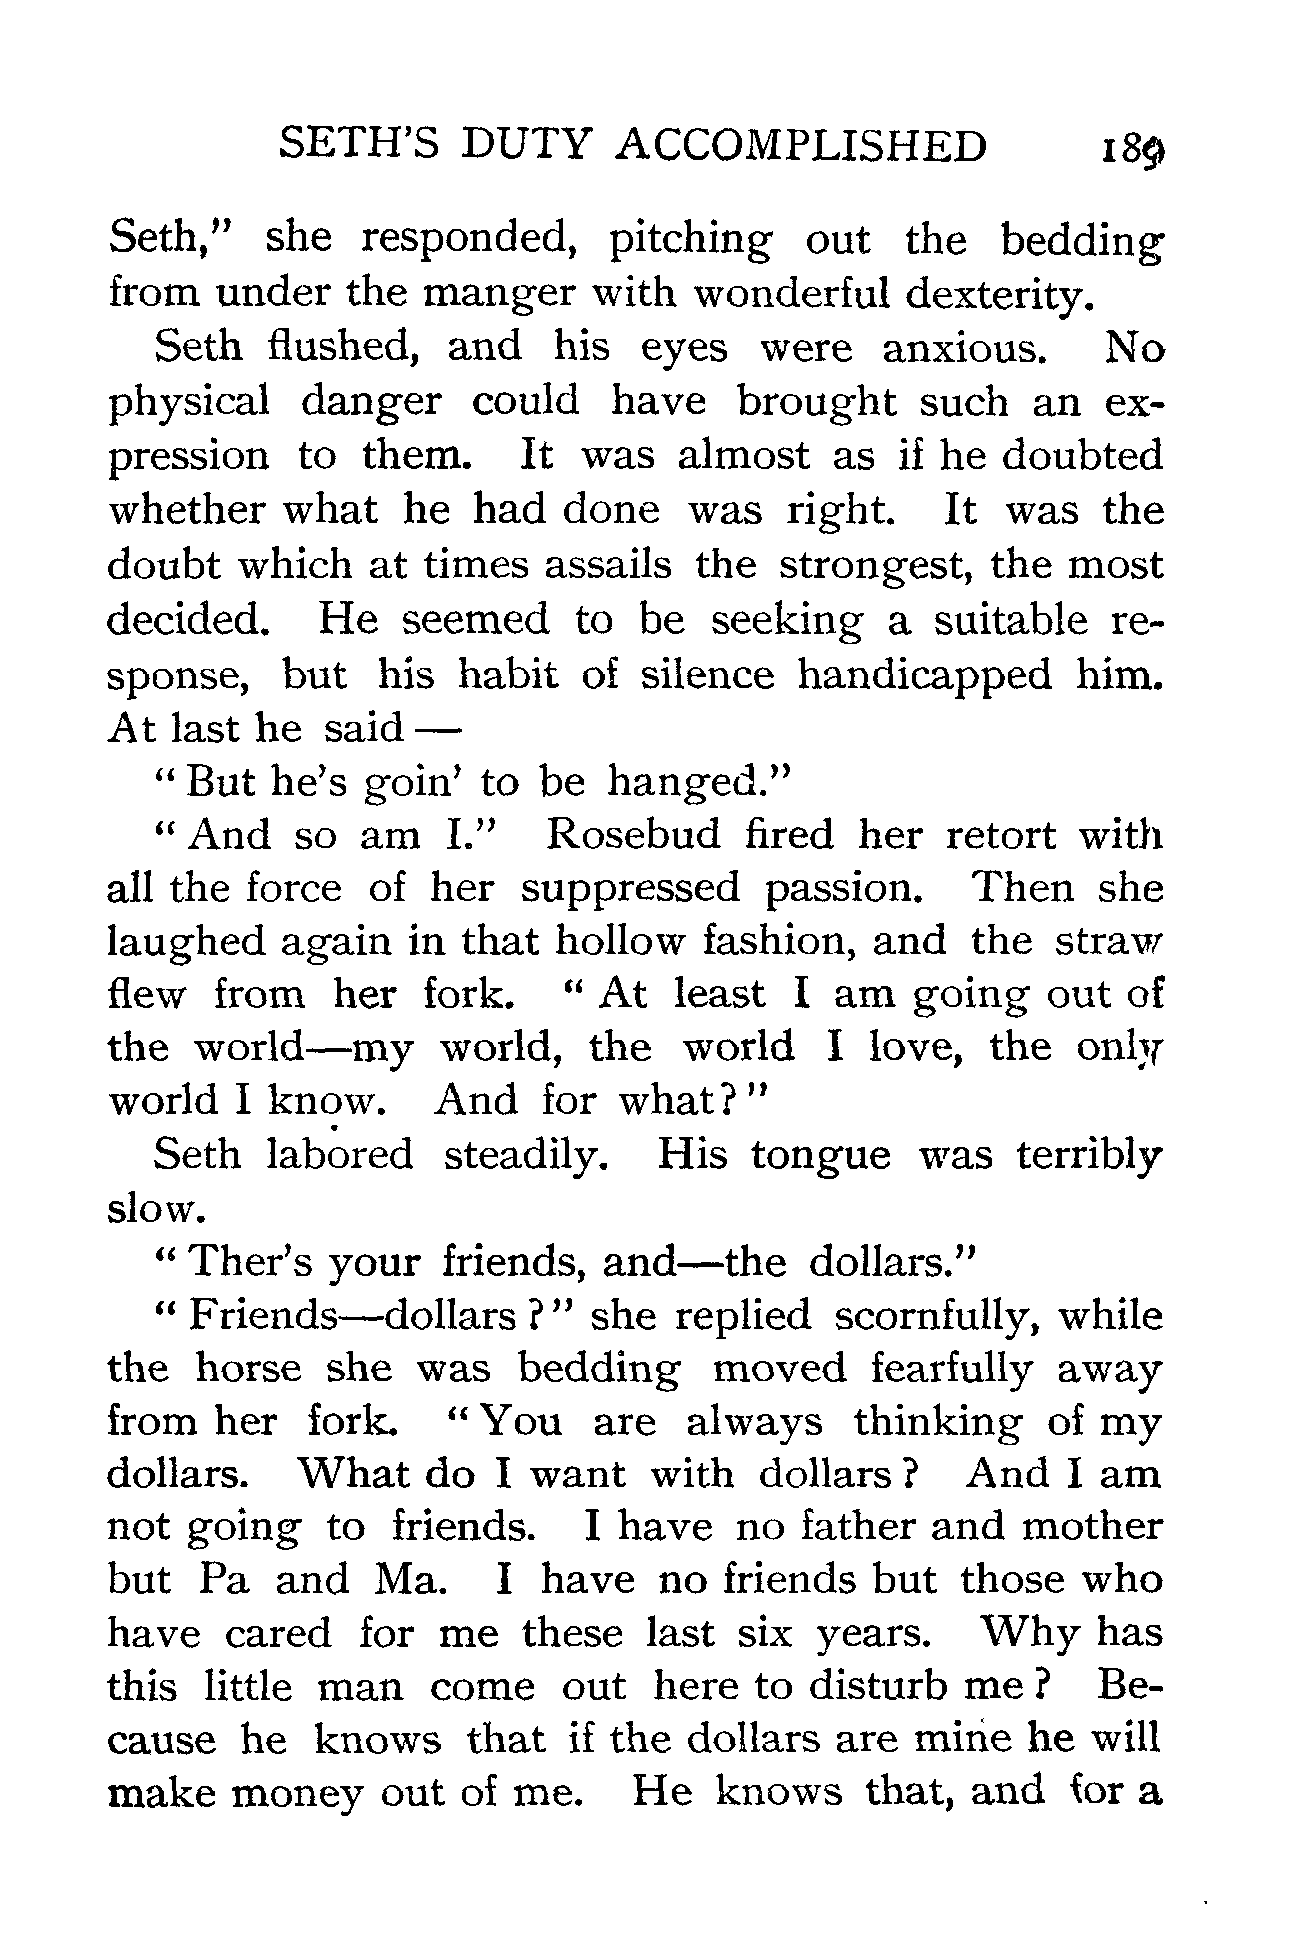 SETH'S DUTY ACCOMPLISHED 189
Seth," she responded, pitching out the bedding
from under the manger with wonderful dexterity.
Seth flushed, and his eyes were anxious. No
physical danger could have brought such an ex-
pression to them. It was almost as if he doubted
whether what he had done was right. It was the
doubt which at times assails the strongest, the most
decided. He seemed to be seeking a suitable re-
sponse, but his habit of silence handicapped him.
At last he said —
"But he's goin' to be hanged."
"And so am I." Rosebud fired her retort with
all the force of her suppressed passion. Then she
laughed again in that hollow fashion, and the straw
flew from her fork. "At least I am going out of
the world—my world, the world I love, the only
world I know. And for what?"
Seth labored steadily. His tongue was terribly
slow.
"Ther's your friends, and—the dollars."
"Friends—dollars?" she replied scornfully, while
the horse she was bedding moved fearfully away
from her fork. "You are always thinking of my
dollars. What do I want with dollars? And I am
not going to friends. I have no father and mother
but Pa and Ma. I have no friends but those who
have cared for me these last six years. Why has
this little man come out here to disturb me? Be-
cause he knows that if the dollars are mine he will
make money out of me. He knows that, and for a